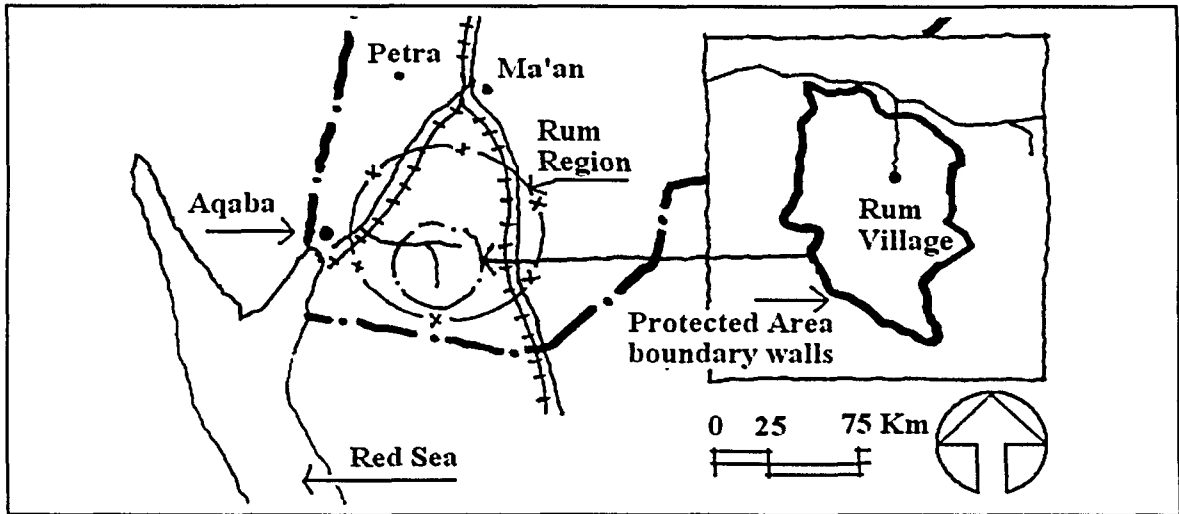 Petra
Ma'an
Rum
Region
Aqaba
Rum
Village
Protected Area
boundary walls
0 25 75 Km
Red Sea